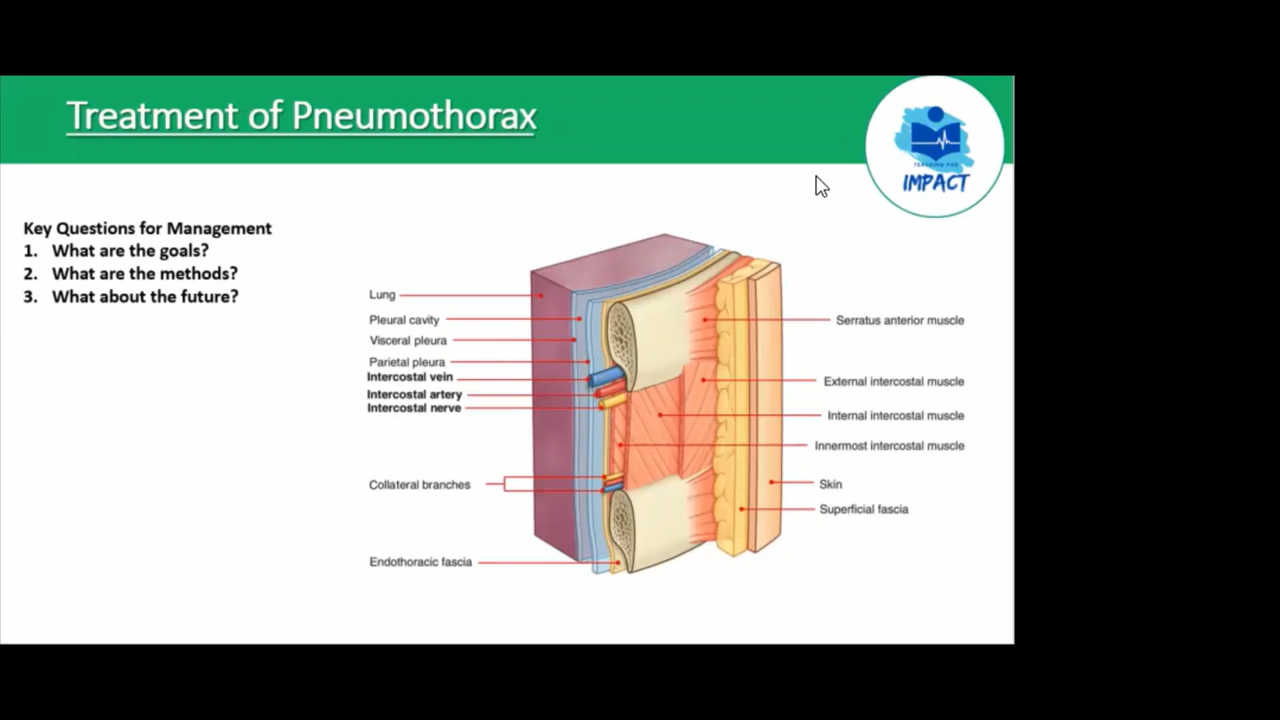 Treatment of Pneumothorax
TEACHING FOR
IMPACT
Key Questions for Management
1. What are the goals?
2. What are the methods?
3. What about the future?
Lung
Pleural cavity
Visceral pleura
Parietal pleura
Intercostal vein
Intercostal artery
Intercostal nerve
Collateral branches
Endothoracic fascia
Serratus anterior muscle
External intercostal muscle
Internal intercostal muscle
Innermost intercostal muscle
Skin
Superficial fascia